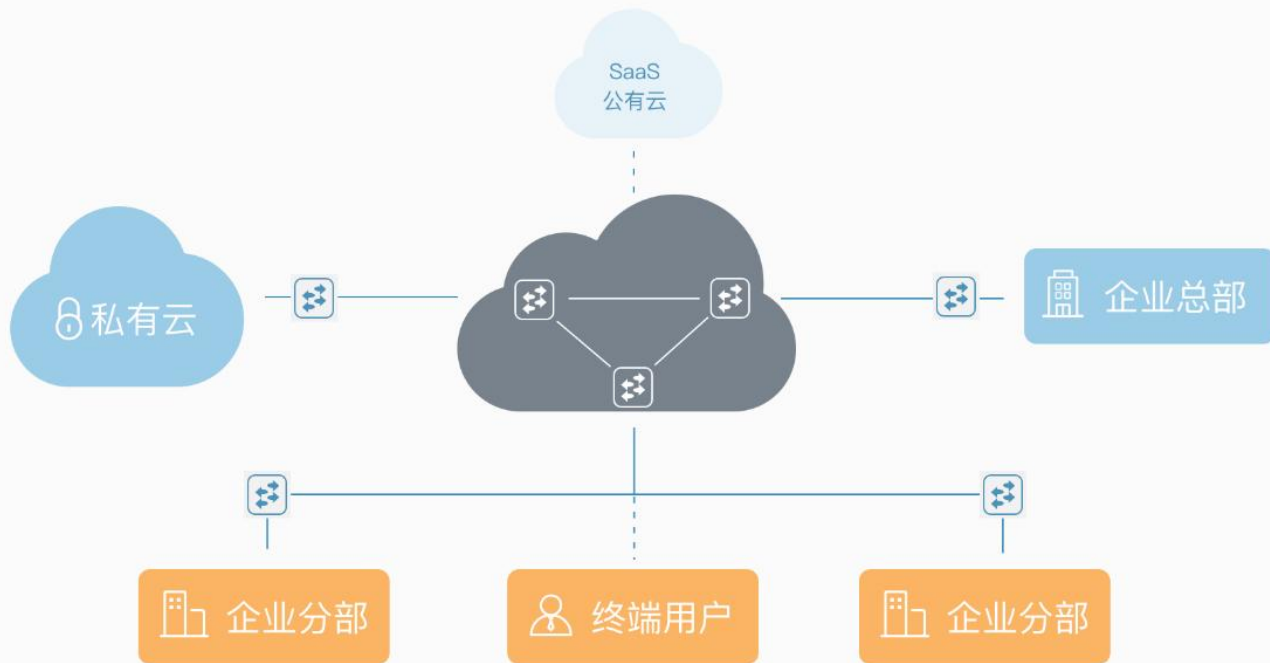 SaaS
公有云
私有云
企业总部
企业分部
终端用户
企业分部